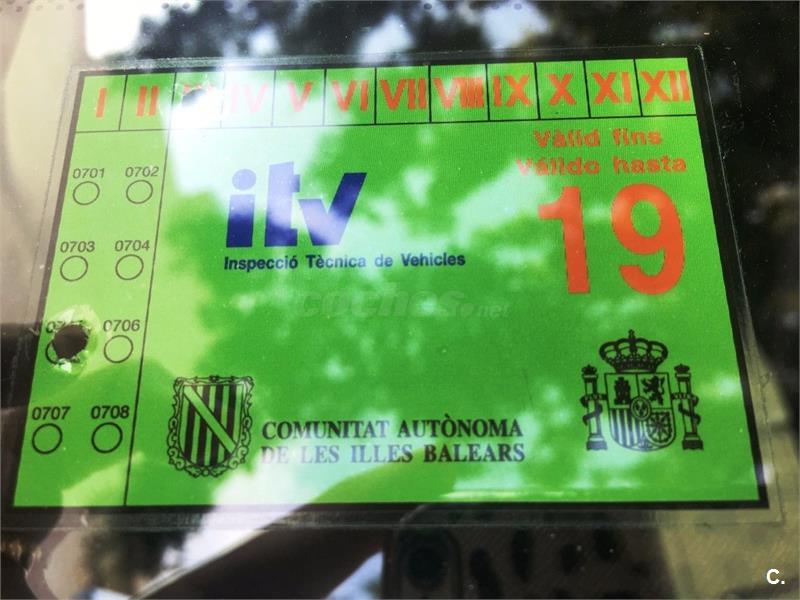 I II IV V VI VII VIII IX X XI XII
Vàlid fins
Válido hasta
19
0701 0702
0703 0704
0706
0707 0708
itv
Inspecció Tècnica de Vehicles
coches.net
COMUNITAT AUTÒNOMA
DE LES ILLES BALEARS
C.